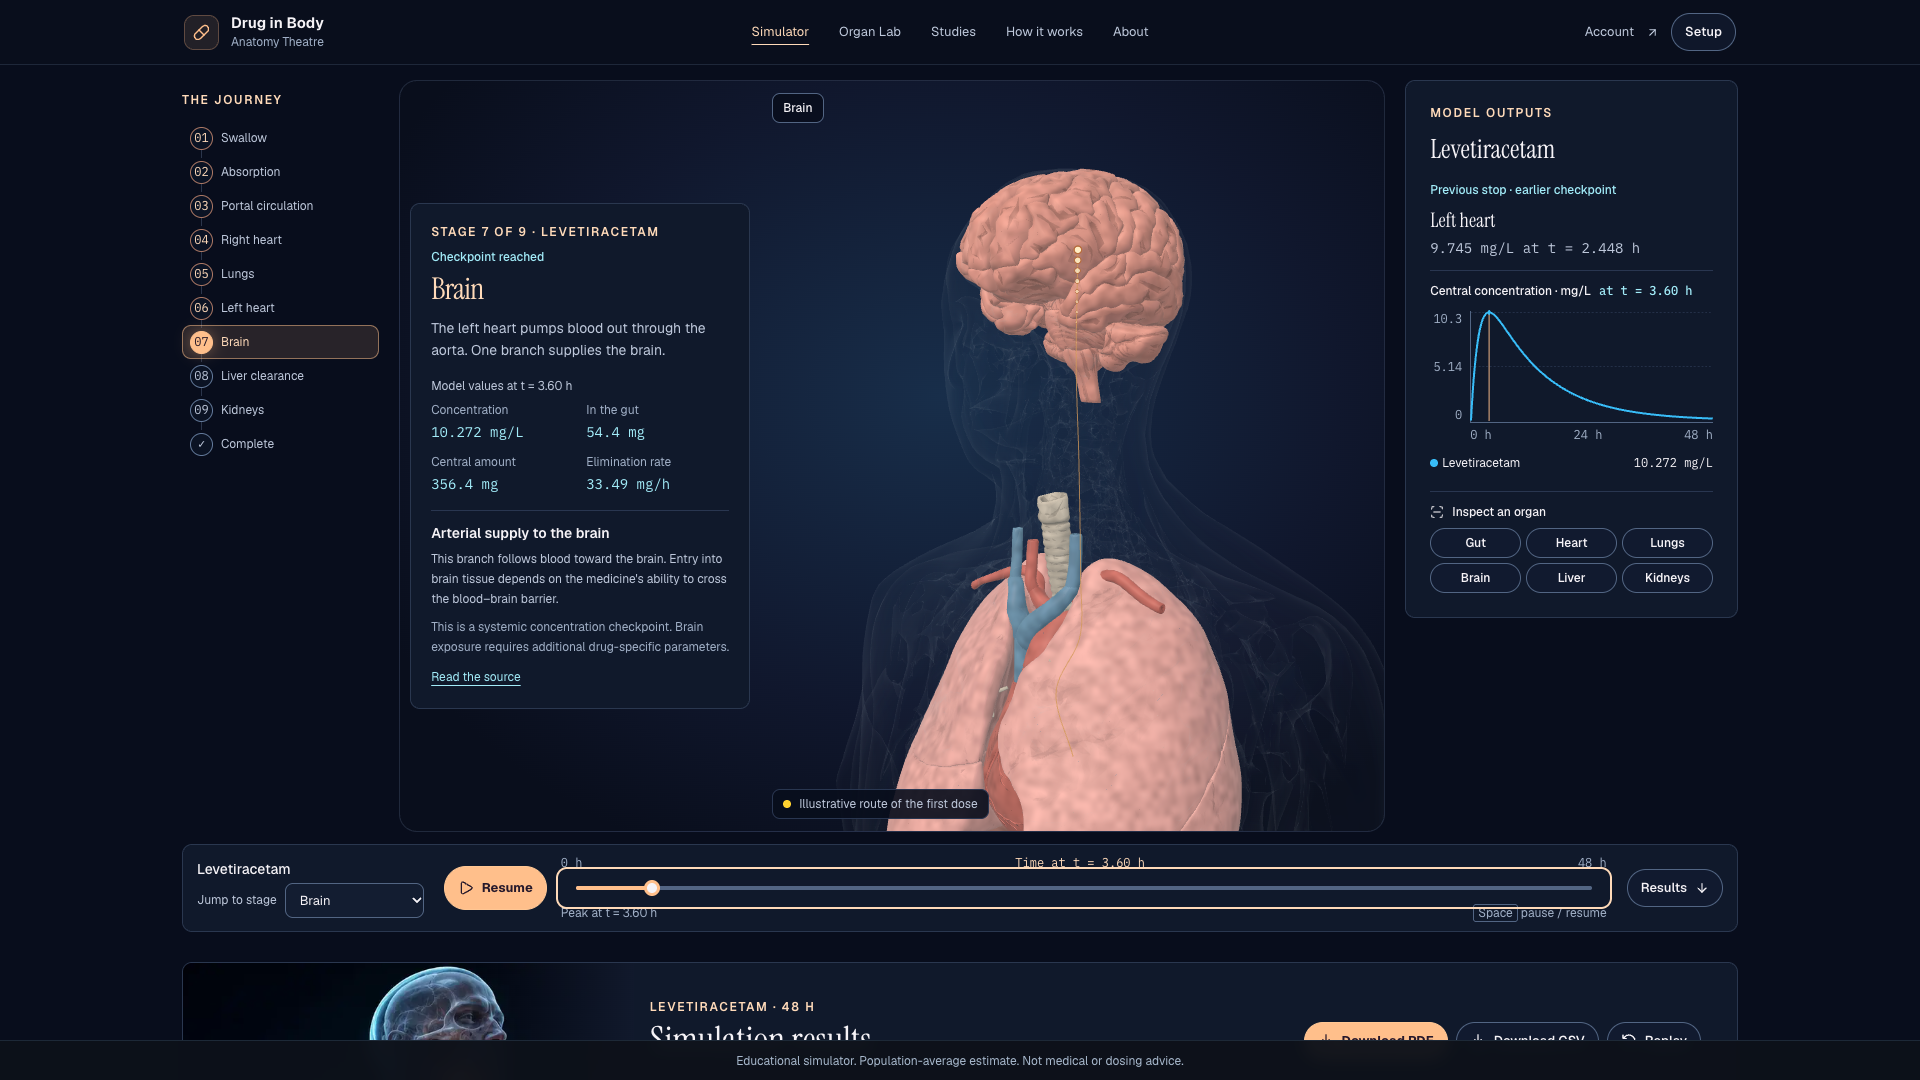 Drug in Body
Anatomy Theatre
Simulator
Organ Lab
Studies
How it works
About
Account
Setup
THE JOURNEY
01 Swallow
02 Absorption
03 Portal circulation
04 Right heart
05 Lungs
06 Left heart
07 Brain
08 Liver clearance
09 Kidneys
✓ Complete
Brain
STAGE 7 OF 9 · LEVETIRACETAM
Checkpoint reached
Brain
The left heart pumps blood out through the
aorta. One branch supplies the brain.
Model values at t = 3.60 h
Concentration
10.272 mg/L
In the gut
54.4 mg
Central amount
356.4 mg
Elimination rate
33.49 mg/h
Arterial supply to the brain
This branch follows blood toward the brain. Entry into
brain tissue depends on the medicine's ability to cross
the blood–brain barrier.
This is a systemic concentration checkpoint. Brain
exposure requires additional drug-specific parameters.
Read the source
Illustrative route of the first dose
MODEL OUTPUTS
Levetiracetam
Previous stop · earlier checkpoint
Left heart
9.745 mg/L at t = 2.448 h
Central concentration · mg/L at t = 3.60 h
10.3
5.14
0
0 h
24 h
48 h
Levetiracetam 10.272 mg/L
Inspect an organ
Gut
Heart
Lungs
Brain
Liver
Kidneys
Levetiracetam
Jump to stage
Brain
Resume
0 h
Time at t = 3.60 h
48 h
Peak at t = 3.60 h
Space pause / resume
Results
LEVETIRACETAM · 48 H
Simulation results
Download PDF
Download CSV
Replay
Educational simulator. Population-average estimate. Not medical or dosing advice.